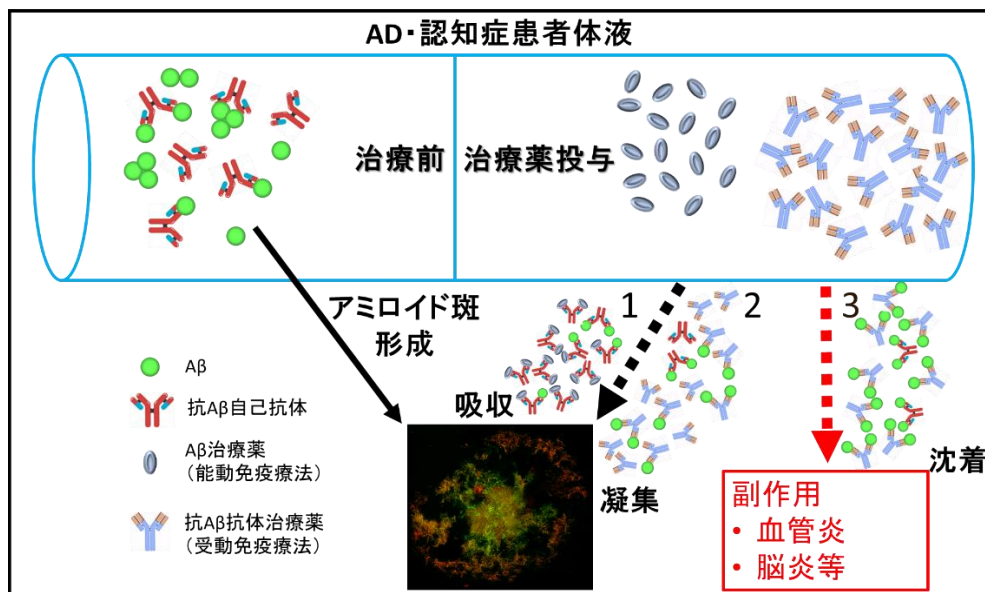 AD・認知症患者体液
治療前
治療薬投与
アミロイド斑
形成
1
2
3
吸収
凝集
沈着
Aβ
抗Aβ自己抗体
Aβ治療薬
（能動免疫療法）
抗Aβ抗体治療薬
（受動免疫療法）
副作用
• 血管炎
• 脳炎等